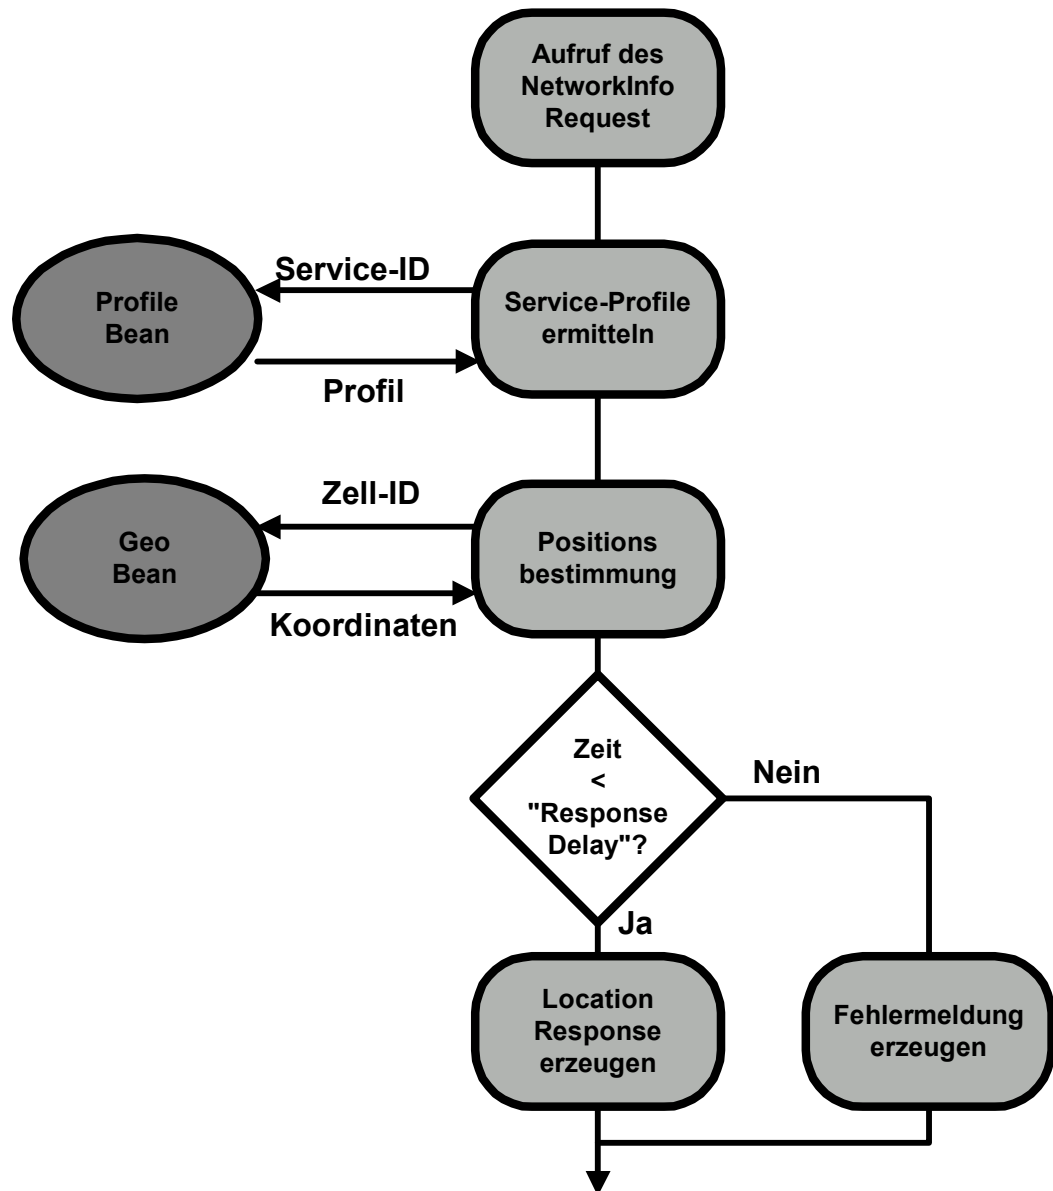 Aufruf des
NetworkInfo
Request
Service-ID
Profile
Bean
Service-Profile
ermitteln
Profil
Zell-ID
Geo
Bean
Positions
bestimmung
Koordinaten
Zeit
<
"Response
Delay"?
Nein
Ja
Location
Response
erzeugen
Fehlermeldung
erzeugen